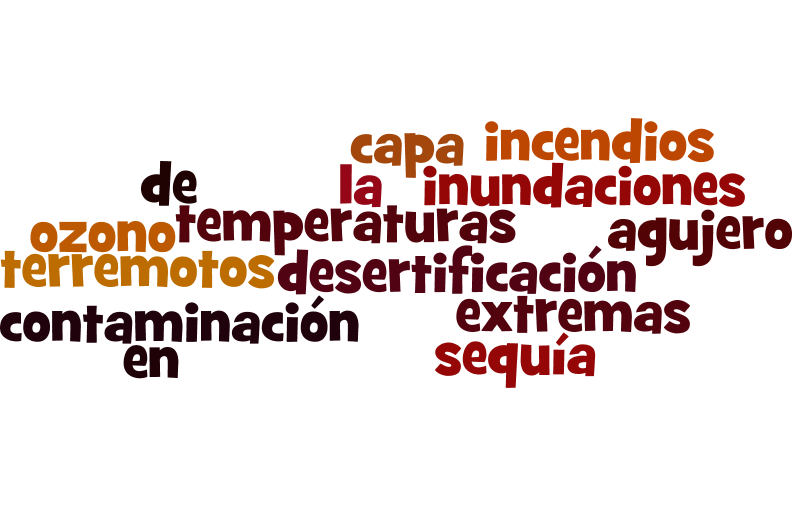 capa
incendios
de
la
inundaciones
ozono
temperaturas
agujero
terremotos
desertificación
contaminación
extremas
en
sequía